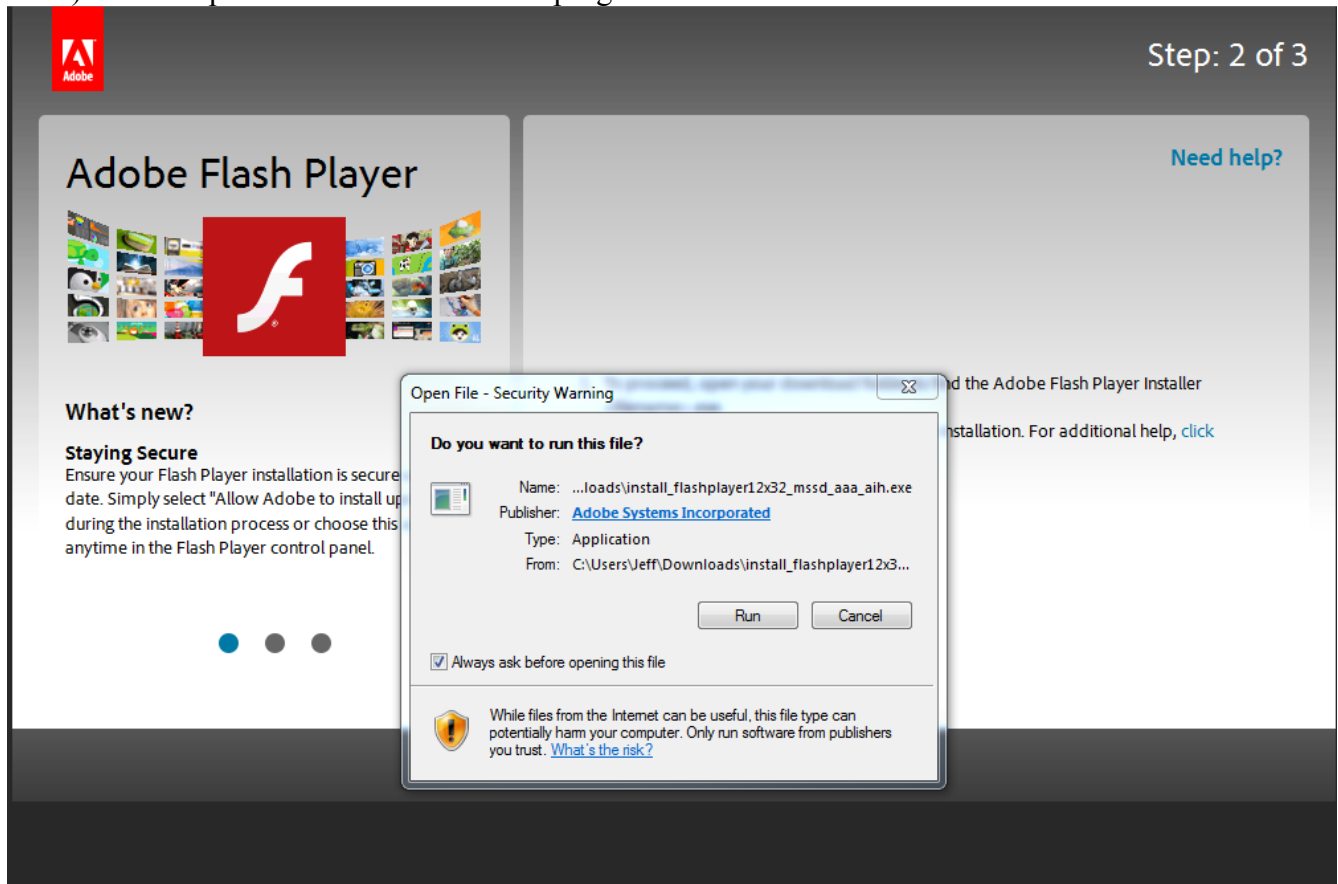 Adobe
Step: 2 of 3
Adobe Flash Player
Need help?
What's new?
Staying Secure
Ensure your Flash Player installation is secure
date. Simply select "Allow Adobe to install up
during the installation process or choose this
anytime in the Flash Player control panel.
nd the Adobe Flash Player Installer
nstallation. For additional help, click
Open File - Security Warning
Do you want to run this file?
Name: ...loads\install_flashplayer12x32_mssd_aaa_aih.exe
Publisher: Adobe Systems Incorporated
Type: Application
From: C:\Users\Jeff\Downloads\install_flashplayer12x3...
Run Cancel
Always ask before opening this file
While files from the Internet can be useful, this file type can
potentially harm your computer. Only run software from publishers
you trust. What's the risk?